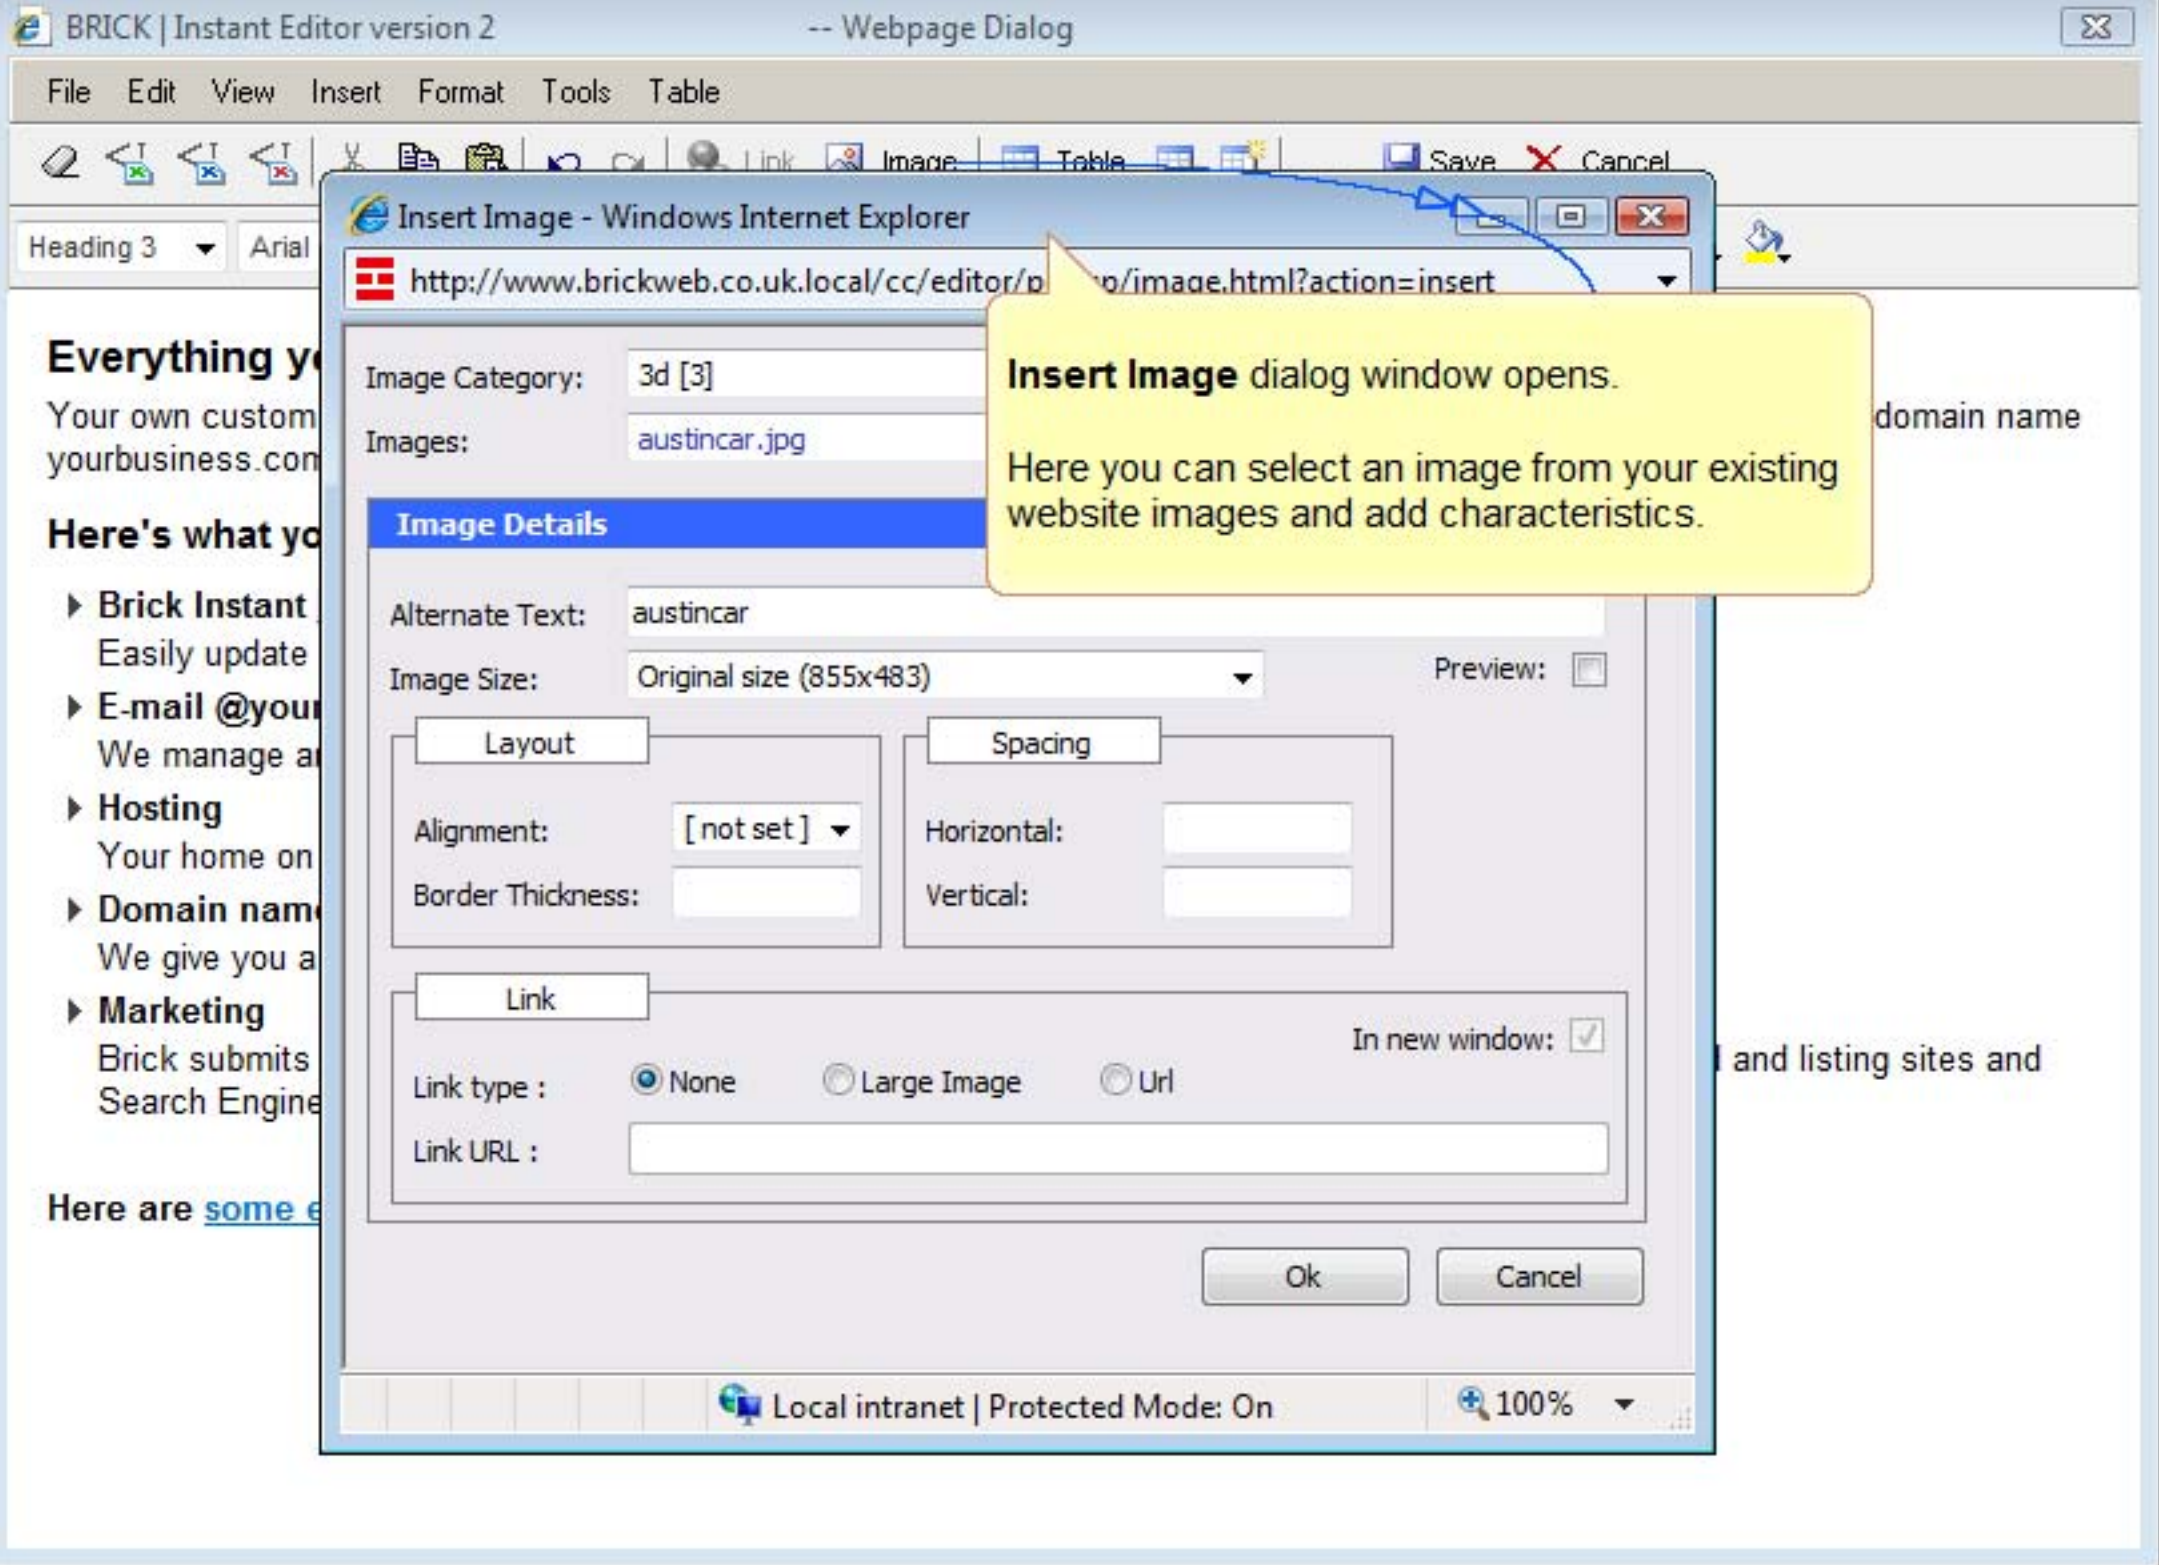 BRICK | Instant Editor version 2 -- Webpage Dialog
File Edit View Insert Format Tools Table
Link Image Table Save Cancel
Heading 3 Arial
Insert Image - Windows Internet Explorer
http://www.brickweb.co.uk.local/cc/editor/p p/image.html?action=insert
Insert Image dialog window opens.
Here you can select an image from your existing
website images and add characteristics.
Image Category: 3d [3]
Images: austincar.jpg
Image Details
Alternate Text: austincar
Image Size: Original size (855x483) Preview:
Layout Spacing
Alignment: [ not set ] Horizontal:
Border Thickness: Vertical:
Link
In new window:
Link type : None Large Image Url
Link URL :
Ok Cancel
Local intranet | Protected Mode: On 100%
Everything
Your own custom domain name
yourbusiness.com
Here's what
Brick Instant
Easily update
E-mail @your
We manage
Hosting
Your home on
Domain name
We give you a
Marketing
Brick submits and listing sites and
Search Engine
Here are some